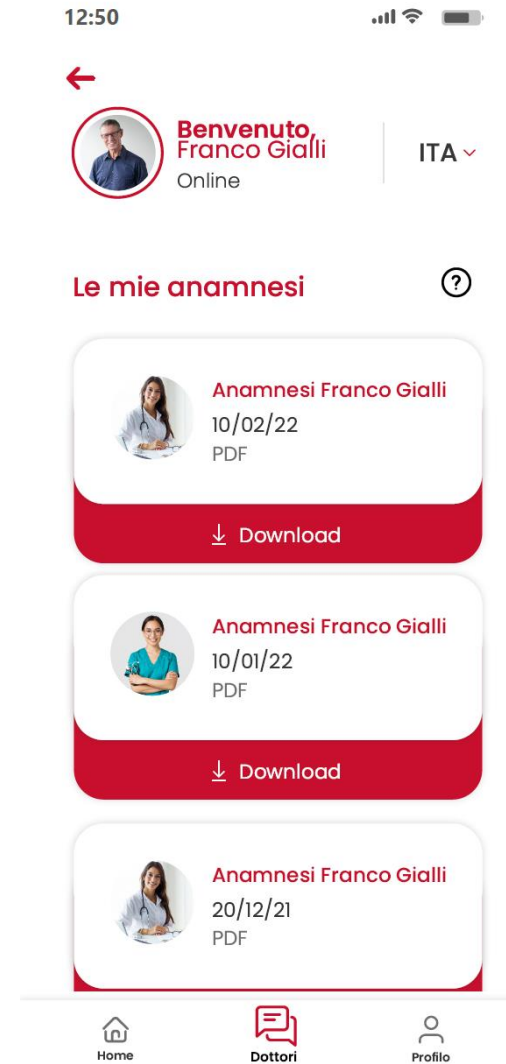 12:50
Benvenuto,
Franco Gialli
Online
ITA
Le mie anamnesi
?
Anamnesi Franco Gialli
10/02/22
PDF
Download
Anamnesi Franco Gialli
10/01/22
PDF
Download
Anamnesi Franco Gialli
20/12/21
PDF
Home
Dottori
Profilo